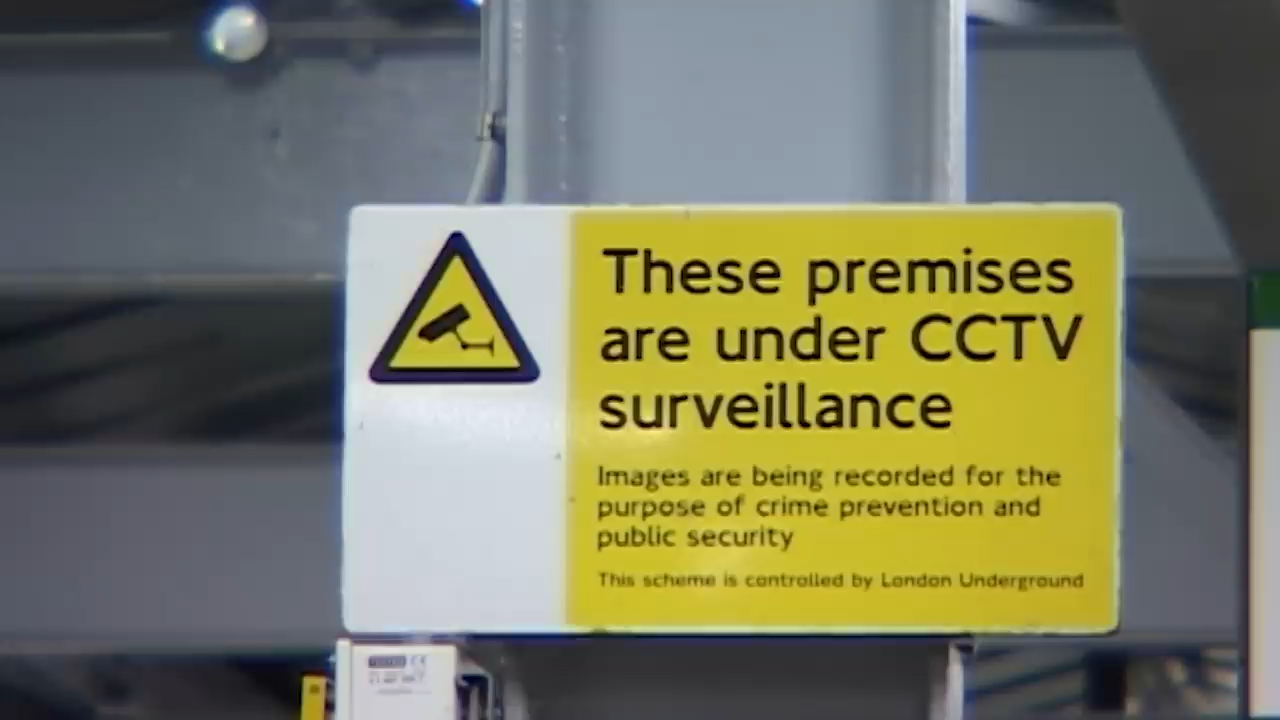 These premises
are under CCTV
surveillance
Images are being recorded for the
purpose of crime prevention and
public security
This scheme is controlled by London Underground